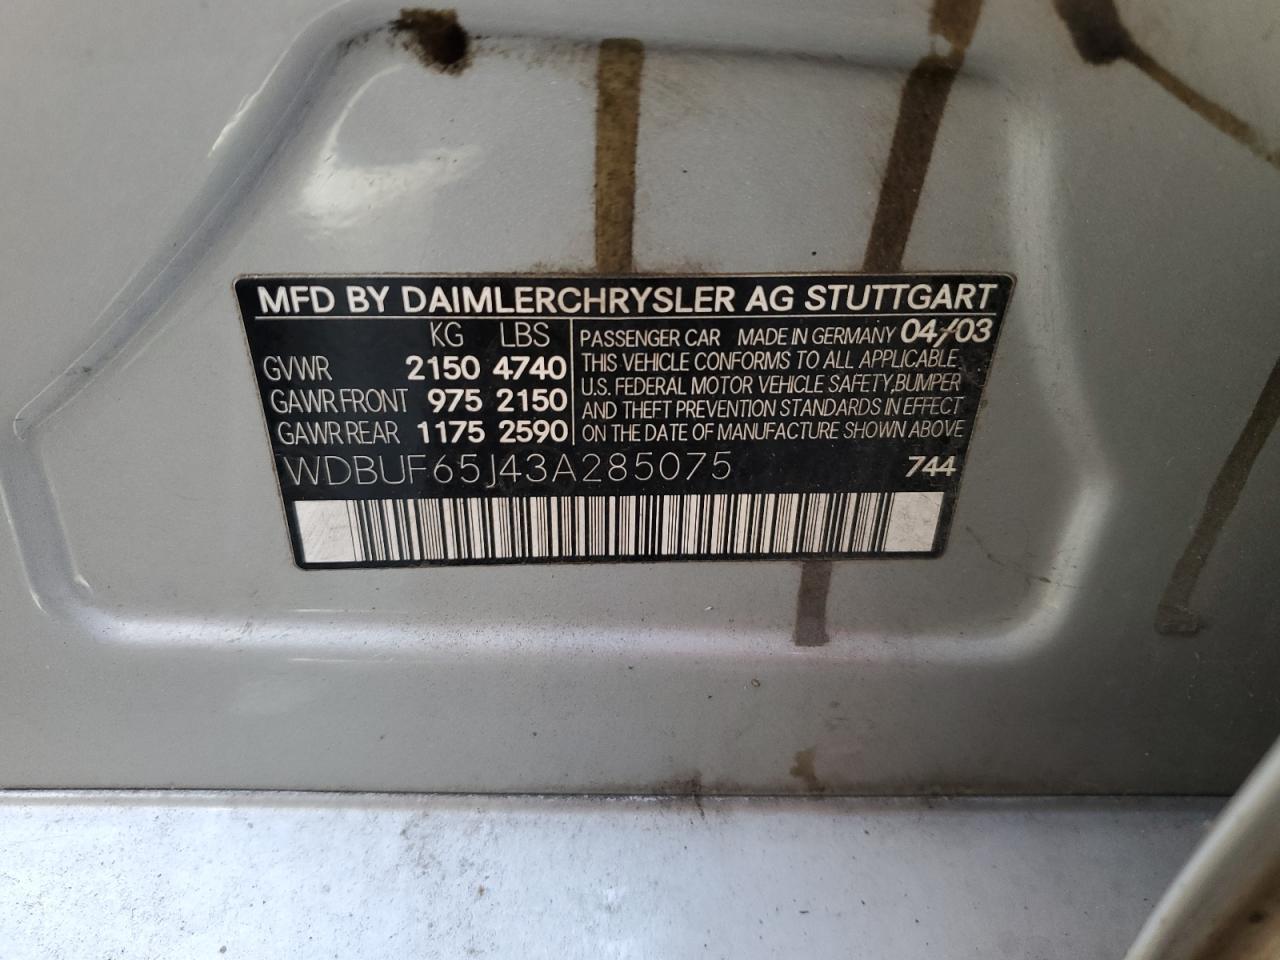 MFD BY DAIMLERCHRYSLER AG STUTTGART
KG LBS
GVWR 2150 4740
GAWR FRONT 975 2150
GAWR REAR 1175 2590
PASSENGER CAR MADE IN GERMANY 04/03
THIS VEHICLE CONFORMS TO ALL APPLICABLE
U.S. FEDERAL MOTOR VEHICLE SAFETY, BUMPER
AND THEFT PREVENTION STANDARDS IN EFFECT
ON THE DATE OF MANUFACTURE SHOWN ABOVE
WDBUF65J43A285075 744